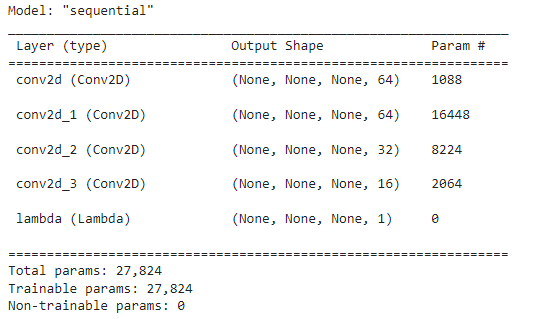 Model: "sequential"
Layer (type) Output Shape Param #
conv2d (Conv2D) (None, None, None, 64) 1088
conv2d_1 (Conv2D) (None, None, None, 64) 16448
conv2d_2 (Conv2D) (None, None, None, 32) 8224
conv2d_3 (Conv2D) (None, None, None, 16) 2064
lambda (Lambda) (None, None, None, 1) 0
Total params: 27,824
Trainable params: 27,824
Non-trainable params: 0